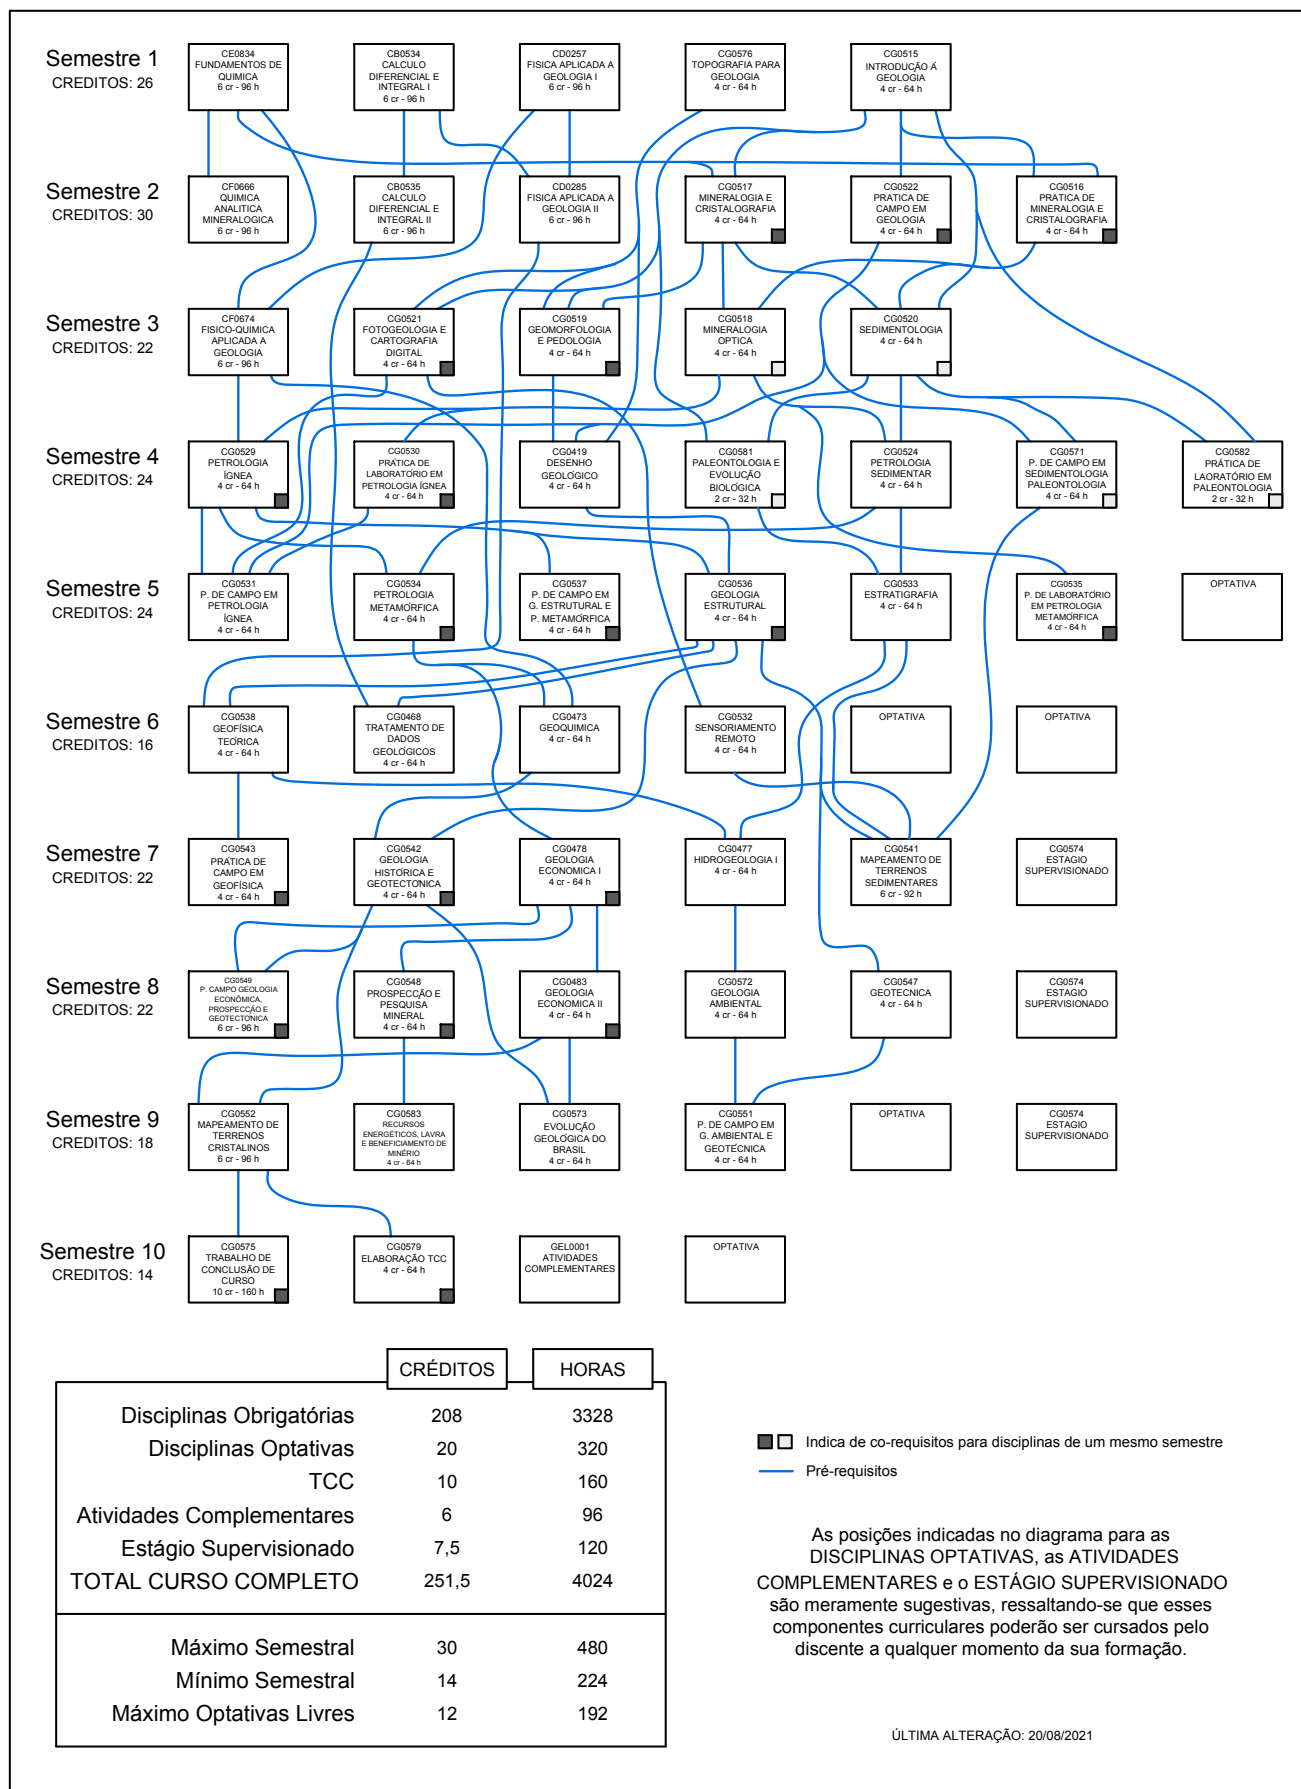 Semestre 1
CREDITOS: 26
CE0834
FUNDAMENTOS DE
QUIMICA
6 cr - 96 h
CB0534
CALCULO
DIFERENCIAL E
INTEGRAL I
6 cr - 96 h
CD0257
FISICA APLICADA A
GEOLOGIA I
6 cr - 96 h
CG0576
TOPOGRAFIA PARA
GEOLOGIA
4 cr - 64 h
CG0515
INTRODUÇÃO Á
GEOLOGIA
4 cr - 64 h
Semestre 2
CREDITOS: 30
CF0666
QUIMICA
ANALITICA
MINERALOGICA
6 cr - 96 h
CB0535
CALCULO
DIFERENCIAL E
INTEGRAL II
6 cr - 96 h
CD0285
FISICA APLICADA A
GEOLOGIA II
6 cr - 96 h
CG0517
MINERALOGIA E
CRISTALOGRAFIA
4 cr - 64 h
CG0522
PRATICA DE
CAMPO EM
GEOLOGIA
4 cr - 64 h
CG0516
PRATICA DE
MINERALOGIA E
CRISTALOGRAFIA
4 cr - 64 h
Semestre 3
CREDITOS: 22
CF0674
FISICO-QUIMICA
APLICADA A
GEOLOGIA
6 cr - 96 h
CG0521
FOTOGEOLOGIA E
CARTOGRAFIA
DIGITAL
4 cr - 64 h
CG0519
GEOMORFOLOGIA
E PEDOLOGIA
4 cr - 64 h
CG0518
MINERALOGIA
OPTICA
4 cr - 64 h
CG0520
SEDIMENTOLOGIA
4 cr - 64 h
Semestre 4
CREDITOS: 24
CG0529
PETROLOGIA
ÍGNEA
4 cr - 64 h
CG0530
PRÁTICA DE
LABORATÓRIO EM
PETROLOGIA ÍGNEA
4 cr - 64 h
CG0419
DESENHO
GEOLÓGICO
4 cr - 64 h
CG0581
PALEONTOLOGIA E
EVOLUÇÃO
BIOLÓGICA
2 cr - 32 h
CG0524
PETROLOGIA
SEDIMENTAR
4 cr - 64 h
CG0571
P. DE CAMPO EM
SEDIMENTOLOGIA
PALEONTOLOGIA
4 cr - 64 h
CG0582
PRÁTICA DE
LAORATÓRIO EM
PALEONTOLOGIA
2 cr - 32 h
Semestre 5
CREDITOS: 24
CG0531
P. DE CAMPO EM
PETROLOGIA
ÍGNEA
4 cr - 64 h
CG0534
PETROLOGIA
METAMÓRFICA
4 cr - 64 h
CG0537
P. DE CAMPO EM
G. ESTRUTURAL E
P. METAMÓRFICA
4 cr - 64 h
CG0536
GEOLOGIA
ESTRUTURAL
4 cr - 64 h
CG0533
ESTRATIGRAFIA
4 cr - 64 h
CG0535
P. DE LABORATÓRIO
EM PETROLOGIA
METAMÓRFICA
4 cr - 64 h
OPTATIVA
Semestre 6
CREDITOS: 16
CG0538
GEOFÍSICA
TEÓRICA
4 cr - 64 h
CG0468
TRATAMENTO DE
DADOS
GEOLÓGICOS
4 cr - 64 h
CG0473
GEOQUIMICA
4 cr - 64 h
CG0532
SENSORIAMENTO
REMOTO
4 cr - 64 h
OPTATIVA
OPTATIVA
Semestre 7
CREDITOS: 22
CG0543
PRÁTICA DE
CAMPO EM
GEOFÍSICA
4 cr - 64 h
CG0542
GEOLOGIA
HISTÓRICA E
GEOTECTONICA
4 cr - 64 h
CG0478
GEOLOGIA
ECONOMICA I
4 cr - 64 h
CG0477
HIDROGEOLOGIA I
4 cr - 64 h
CG0541
MAPEAMENTO DE
TERRENOS
SEDIMENTARES
6 cr - 92 h
CG0574
ESTAGIO
SUPERVISIONADO
Semestre 8
CREDITOS: 22
CG0549
P. CAMPO GEOLOGIA
ECONÔMICA,
PROSPECÇÃO E
GEOTECTONICA
6 cr - 96 h
CG0548
PROSPECÇÃO E
PESQUISA
MINERAL
4 cr - 64 h
CG0483
GEOLOGIA
ECONOMICA II
4 cr - 64 h
CG0572
GEOLOGIA
AMBIENTAL
4 cr - 64 h
CG0547
GEOTECNICA
4 cr - 64 h
CG0574
ESTAGIO
SUPERVISIONADO
Semestre 9
CREDITOS: 18
CG0552
MAPEAMENTO DE
TERRENOS
CRISTALINOS
6 cr - 96 h
CG0583
RECURSOS
ENERGÉTICOS, LAVRA
E BENEFICIAMENTO DE
MINÉRIO
4 cr - 64 h
CG0573
EVOLUÇÃO
GEOLÓGICA DO
BRASIL
4 cr - 64 h
CG0551
P. DE CAMPO EM
G. AMBIENTAL E
GEOTECNICA
4 cr - 64 h
OPTATIVA
CG0574
ESTAGIO
SUPERVISIONADO
Semestre 10
CREDITOS: 14
CG0575
TRABALHO DE
CONCLUSÃO DE
CURSO
10 cr - 160 h
CG0579
ELABORAÇÃO TCC
4 cr - 64 h
GEL0001
ATIVIDADES
COMPLEMENTARES
OPTATIVA
CRÉDITOS HORAS
Disciplinas Obrigatórias 208 3328
Disciplinas Optativas 20 320
TCC 10 160
Atividades Complementares 6 96
Estágio Supervisionado 7,5 120
TOTAL CURSO COMPLETO 251,5 4024
Máximo Semestral 30 480
Mínimo Semestral 14 224
Máximo Optativas Livres 12 192
Indica de co-requisitos para disciplinas de um mesmo semestre
Pré-requisitos
As posições indicadas no diagrama para as
DISCIPLINAS OPTATIVAS, as ATIVIDADES
COMPLEMENTARES e o ESTÁGIO SUPERVISIONADO
são meramente sugestivas, ressaltando-se que esses
componentes curriculares poderão ser cursados pelo
discente a qualquer momento da sua formação.
ÚLTIMA ALTERAÇÃO: 20/08/2021